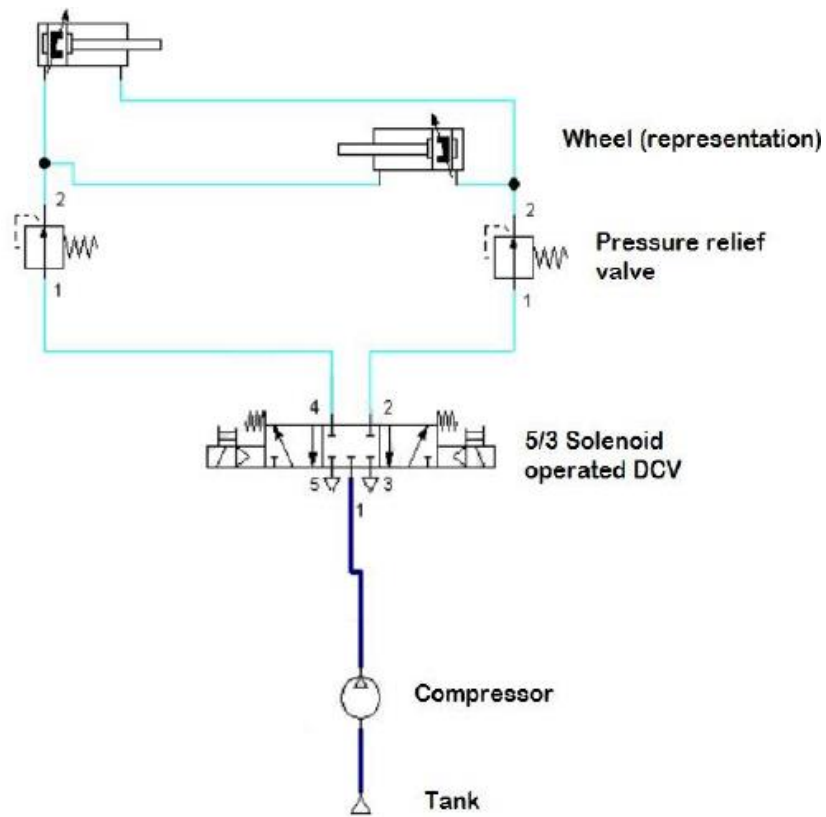 Wheel (representation)
2
2
Pressure relief
valve
1
1
4
2
5/3 Solenoid
operated DCV
5
3
1
Compressor
Tank